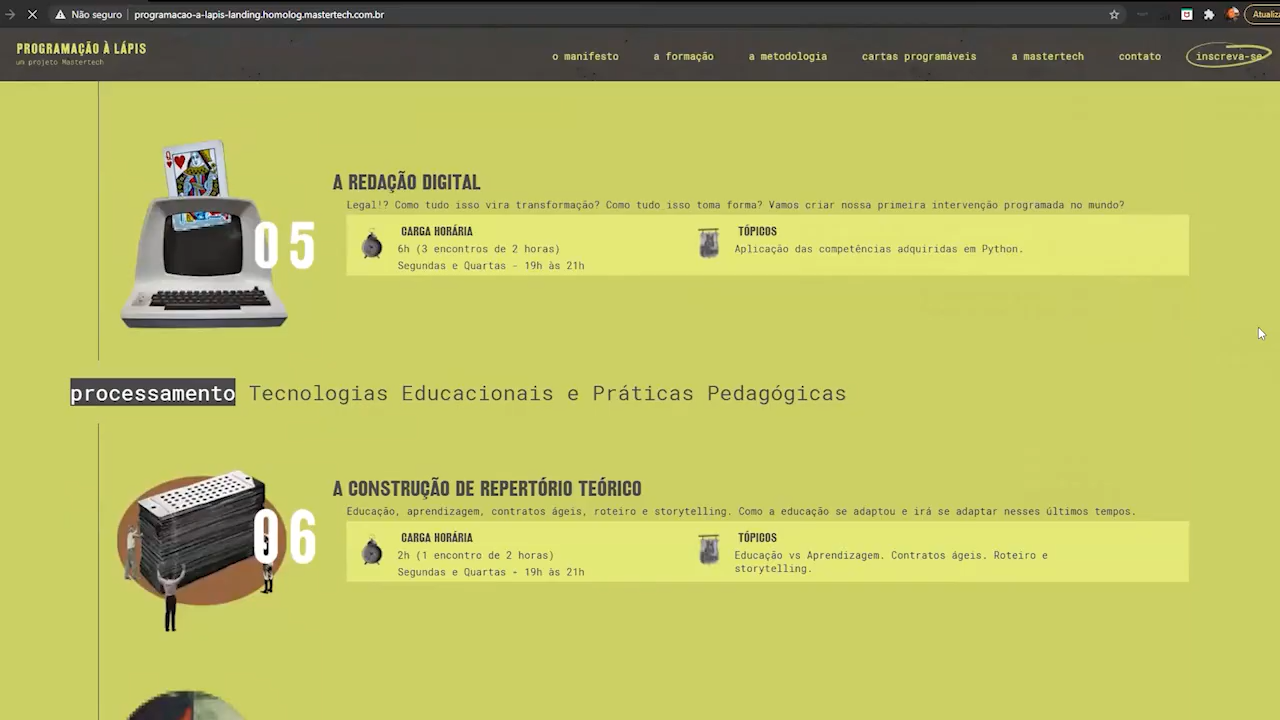 Não seguro
programacao-a-lapis-landing.homolog.mastertech.com.br
PROGRAMAÇÃO À LÁPIS
um projeto Mastertech
o manifesto
a formação
a metodologia
cartas programáveis
a mastertech
contato
inscreva-se
A REDAÇÃO DIGITAL
Legal!? Como tudo isso vira transformação? Como tudo isso toma forma? Vamos criar nossa primeira intervenção programada no mundo?
05
CARGA HORÁRIA
6h (3 encontros de 2 horas)
Segundas e Quartas - 19h às 21h
TÓPICOS
Aplicação das competências adquiridas em Python.
processamento Tecnologias Educacionais e Práticas Pedagógicas
A CONSTRUÇÃO DE REPERTÓRIO TEÓRICO
Educação, aprendizagem, contratos ágeis, roteiro e storytelling. Como a educação se adaptou e irá se adaptar nesses últimos tempos.
06
CARGA HORÁRIA
2h (1 encontro de 2 horas)
Segundas e Quartas - 19h às 21h
TÓPICOS
Educação vs Aprendizagem. Contratos ágeis. Roteiro e
storytelling.